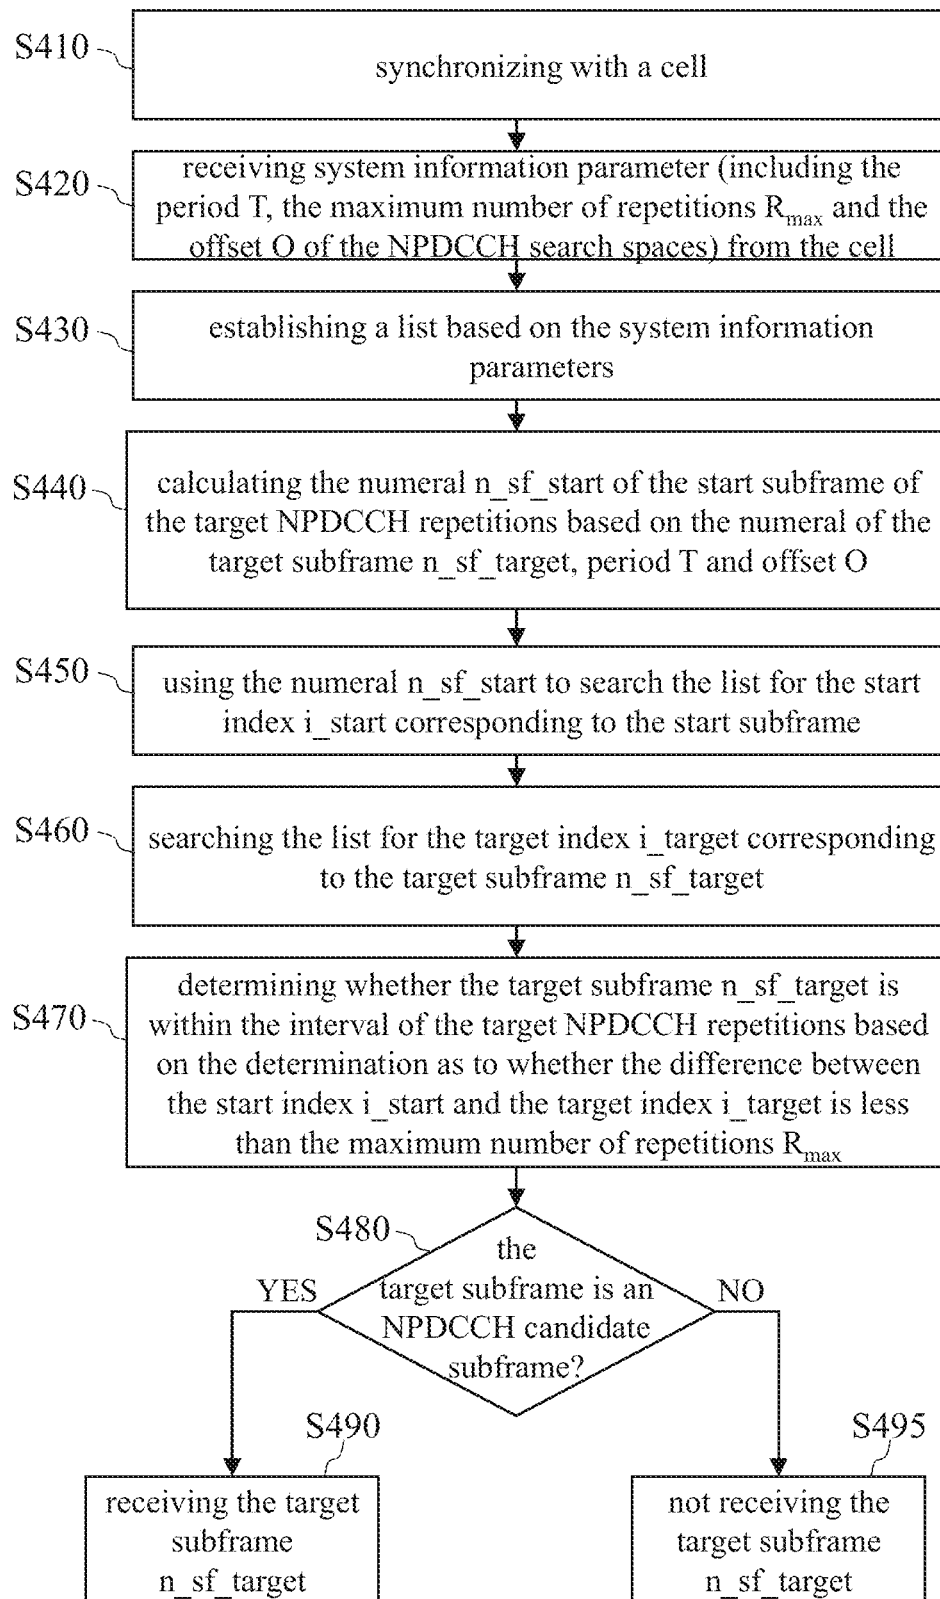 S410
synchronizing with a cell
S420
receiving system information parameter (including the
period T, the maximum number of repetitions Rmax and the
offset O of the NPDCCH search spaces) from the cell
S430
establishing a list based on the system information
parameters
S440
calculating the numeral n_sf_start of the start subframe of
the target NPDCCH repetitions based on the numeral of the
target subframe n_sf_target, period T and offset O
S450
using the numeral n_sf_start to search the list for the start
index i_start corresponding to the start subframe
S460
searching the list for the target index i_target corresponding
to the target subframe n_sf_target
S470
determining whether the target subframe n_sf_target is
within the interval of the target NPDCCH repetitions based
on the determination as to whether the difference between
the start index i_start and the target index i_target is less
than the maximum number of repetitions Rmax
S480
the
target subframe is an
NPDCCH candidate
subframe?
YES
NO
S490
receiving the target
subframe
n_sf_target
S495
not receiving the
target subframe
n_sf_target